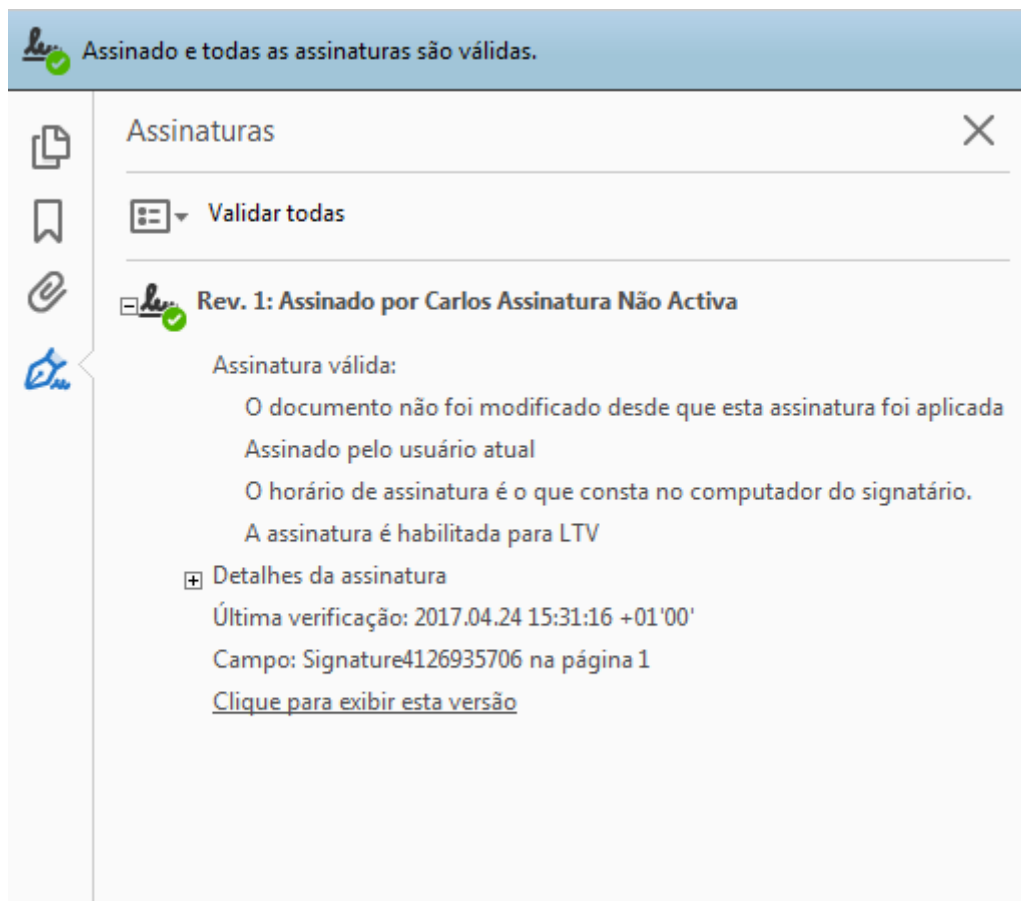 Assinado e todas as assinaturas são válidas.
Assinaturas
Validar todas
Rev. 1: Assinado por Carlos Assinatura Não Activa
Assinatura válida:
O documento não foi modificado desde que esta assinatura foi aplicada
Assinado pelo usuário atual
O horário de assinatura é o que consta no computador do signatário.
A assinatura é habilitada para LTV
Detalhes da assinatura
Última verificação: 2017.04.24 15:31:16 +01'00'
Campo: Signature4126935706 na página 1
Clique para exibir esta versão